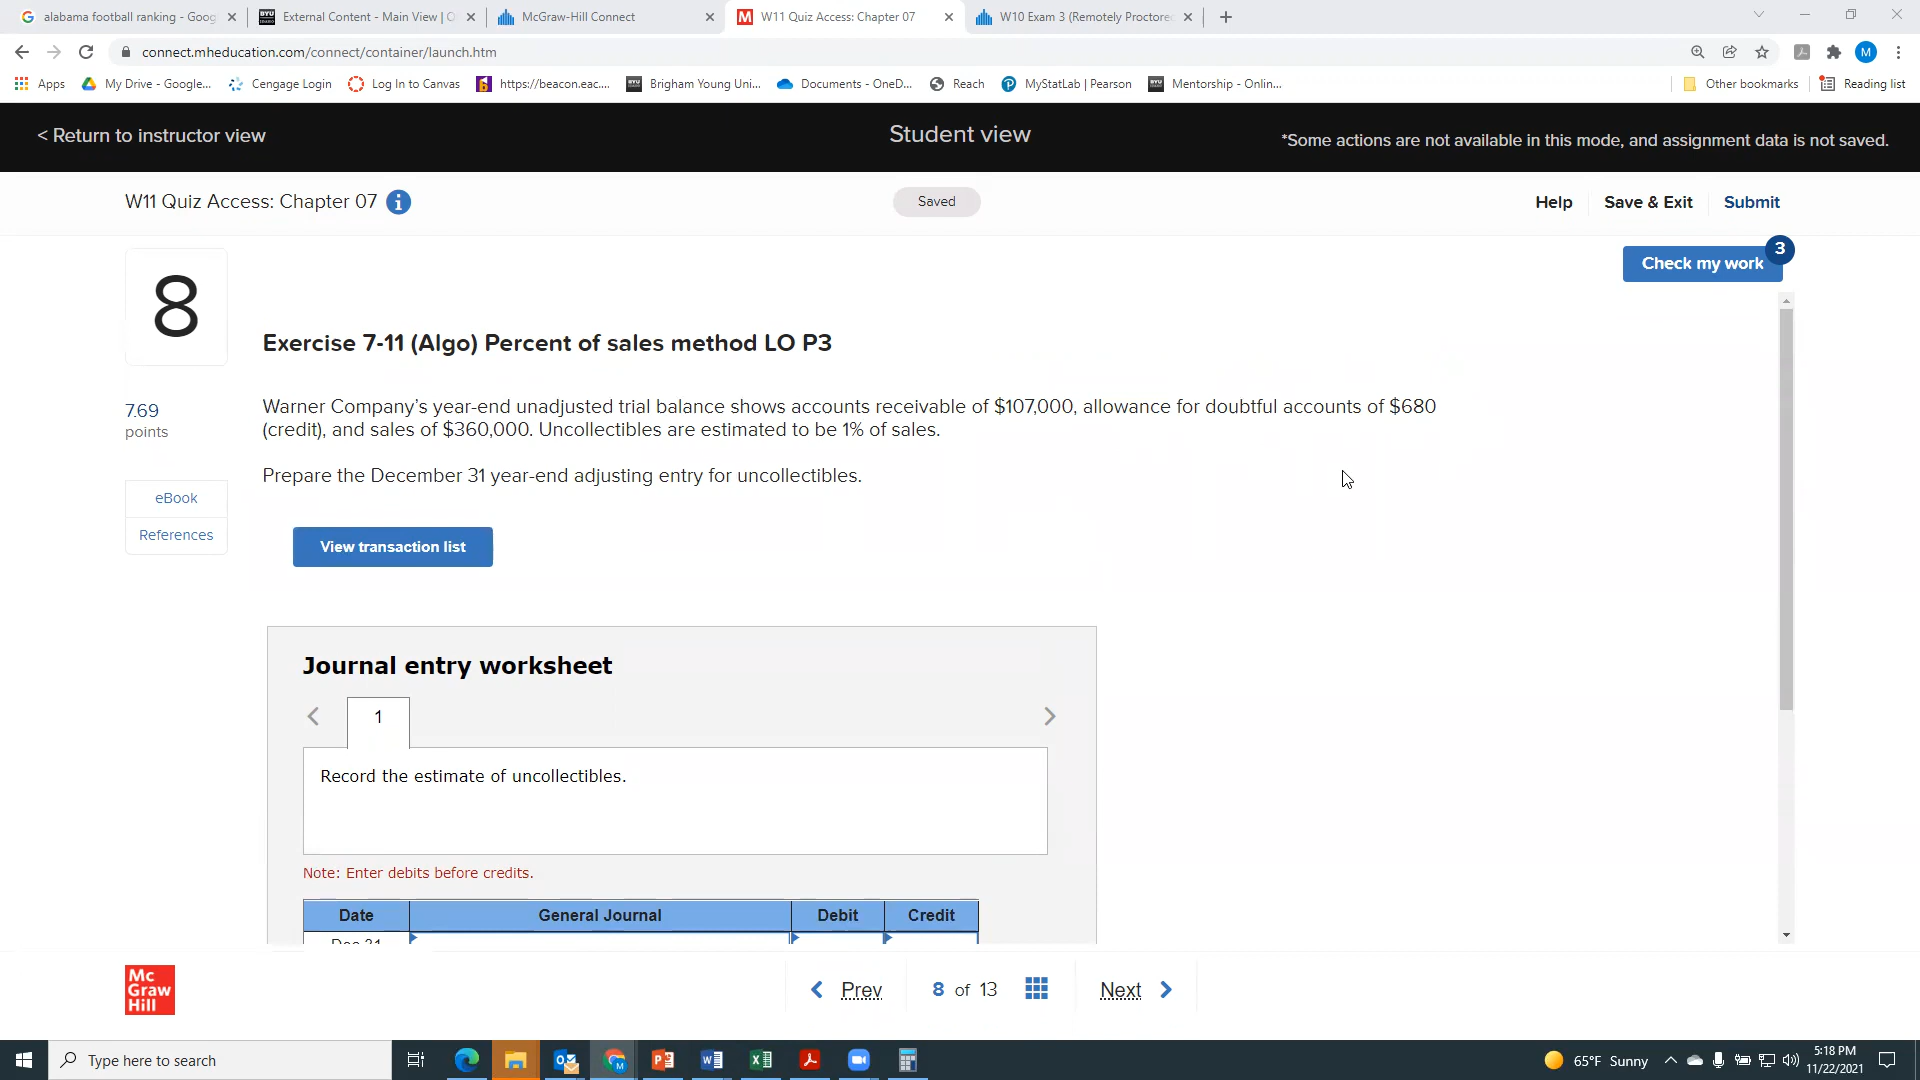 alabama football ranking - Goog
External Content - Main View | O
McGraw-Hill Connect
W11 Quiz Access: Chapter 07
W10 Exam 3 (Remotely Proctore
connect.mheducation.com/connect/container/launch.htm
Apps
My Drive - Google...
Cengage Login
Log In to Canvas
https://beacon.eac....
Brigham Young Uni...
Documents - OneD...
Reach
MyStatLab | Pearson
Mentorship - Onlin...
Other bookmarks
Reading list
< Return to instructor view
Student view
*Some actions are not available in this mode, and assignment data is not saved.
W11 Quiz Access: Chapter 07
Saved
Help
Save & Exit
Submit
Check my work
3
8
7.69
points
eBook
References
Exercise 7-11 (Algo) Percent of sales method LO P3
Warner Company's year-end unadjusted trial balance shows accounts receivable of $107,000, allowance for doubtful accounts of $680
(credit), and sales of $360,000. Uncollectibles are estimated to be 1% of sales.
Prepare the December 31 year-end adjusting entry for uncollectibles.
View transaction list
Journal entry worksheet
1
Record the estimate of uncollectibles.
Note: Enter debits before credits.
Date General Journal Debit Credit
Dec 31
Mc
Graw
Hill
Prev
8 of 13
Next
Type here to search
65°F Sunny
5:18 PM
11/22/2021